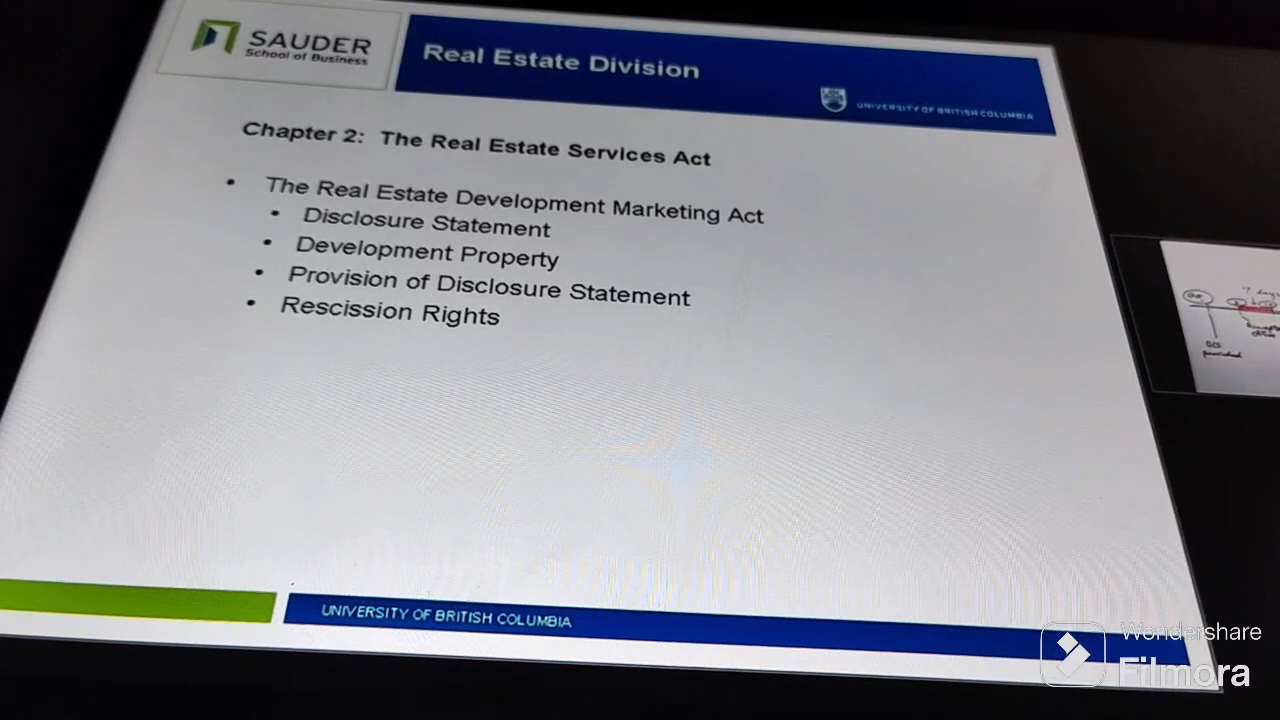 SAUDER
School of Business
Real Estate Division
UNIVERSITY OF BRITISH COLUMBIA
Chapter 2: The Real Estate Services Act
• The Real Estate Development Marketing Act
• Disclosure Statement
• Development Property
• Provision of Disclosure Statement
• Rescission Rights
7 days
UNIVERSITY OF BRITISH COLUMBIA
Wondershare
Filmora